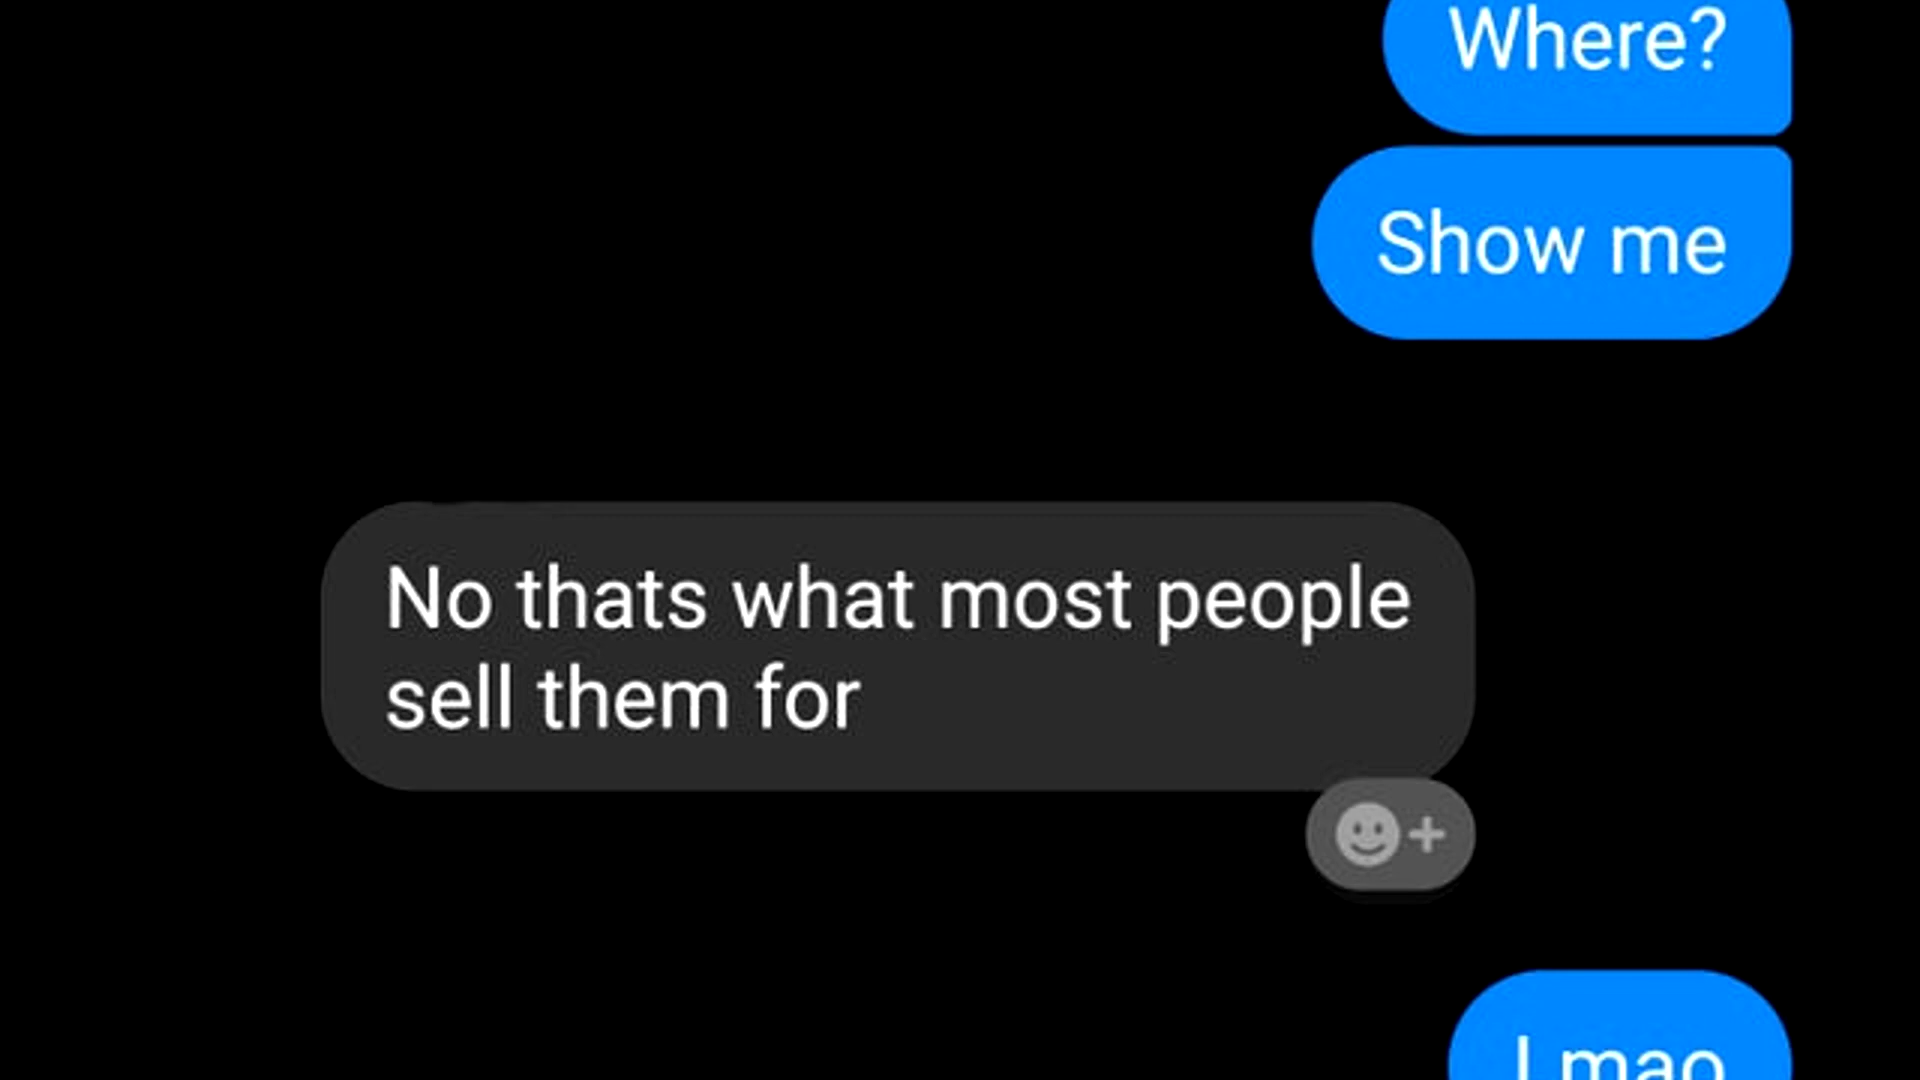 Where?
Show me
No thats what most people
sell them for
Lmao